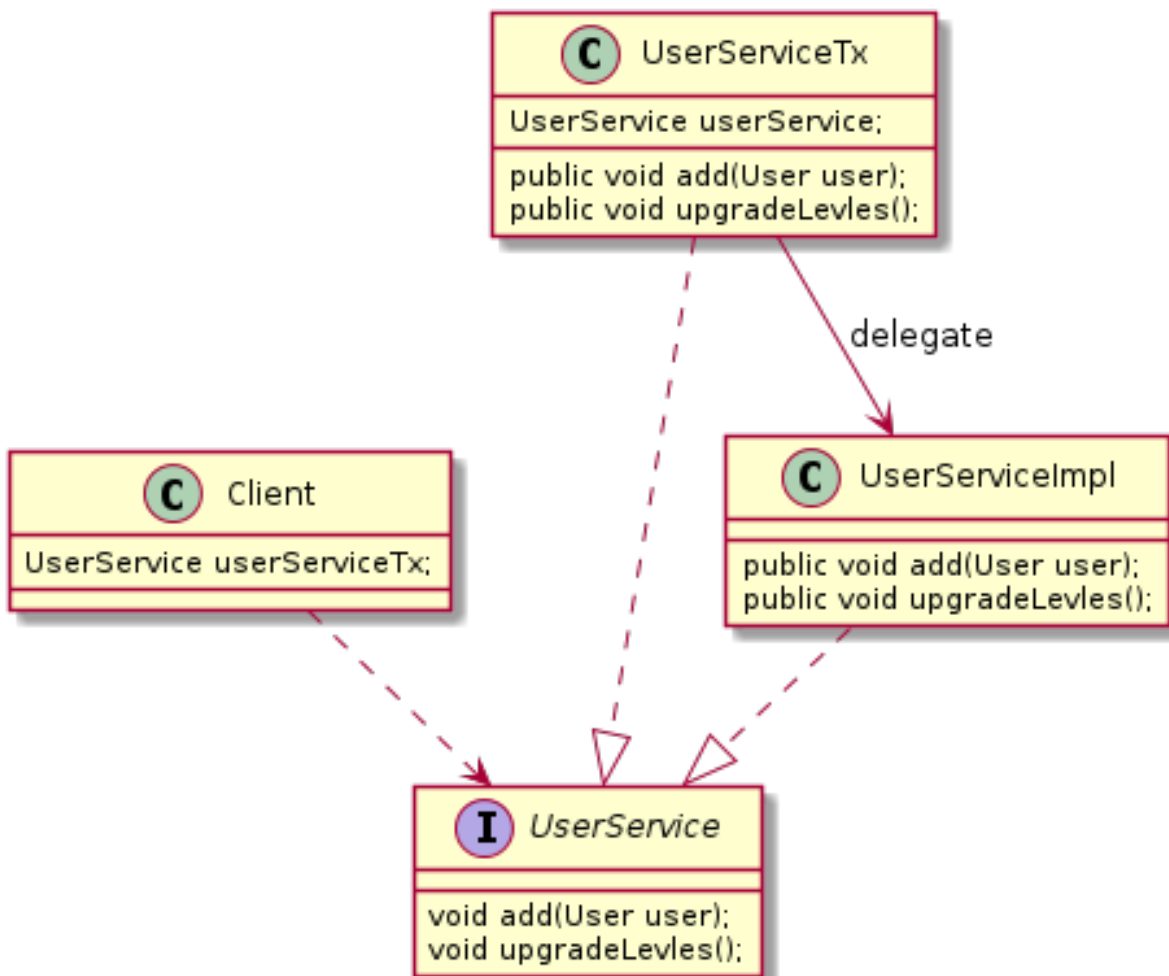 C UserServiceTx
UserService userService;
public void add(User user);
public void upgradeLevles();
delegate
C Client
UserService userServiceTx;
C UserServiceImpl
public void add(User user);
public void upgradeLevles();
I UserService
void add(User user);
void upgradeLevles();